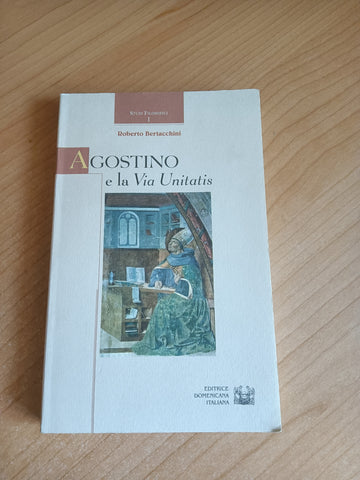 STUDI FILOSOFICI
1
Roberto Bertacchini
AGOSTINO
e la Via Unitatis
EDITRICE
DOMENICANA
ITALIANA